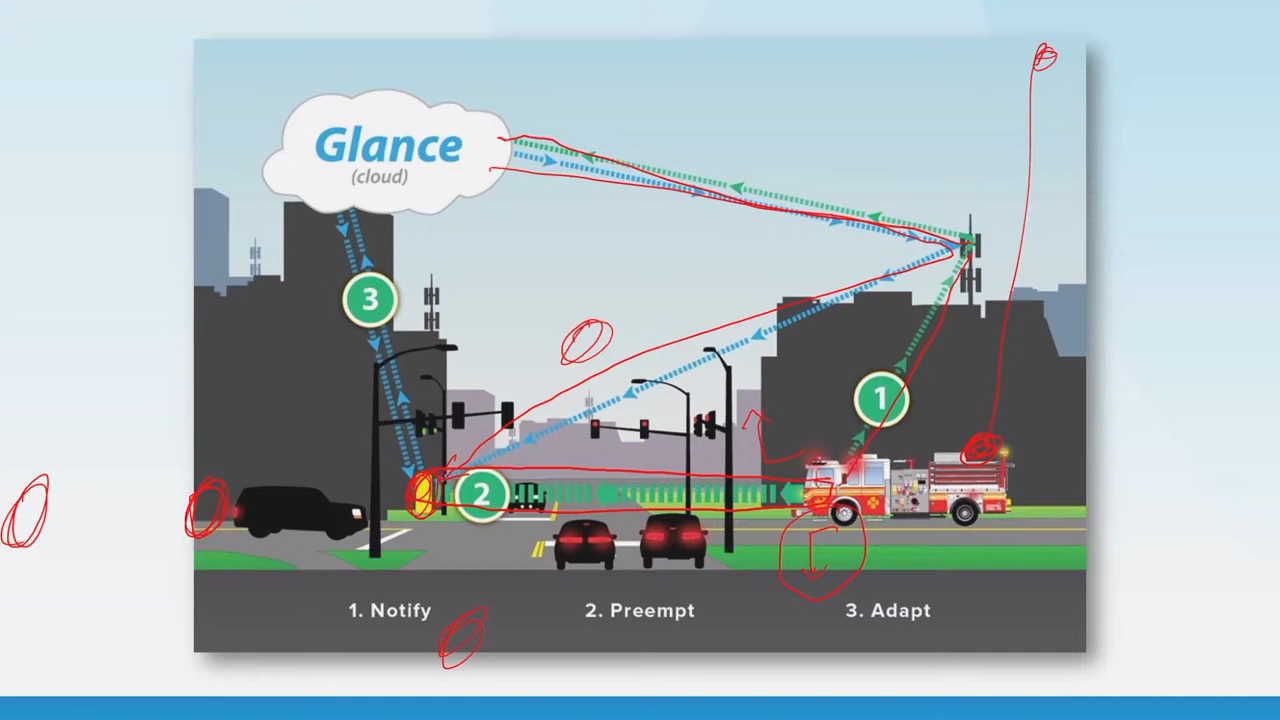 Glance
(cloud)
3
1
2
1. Notify
2. Preempt
3. Adapt